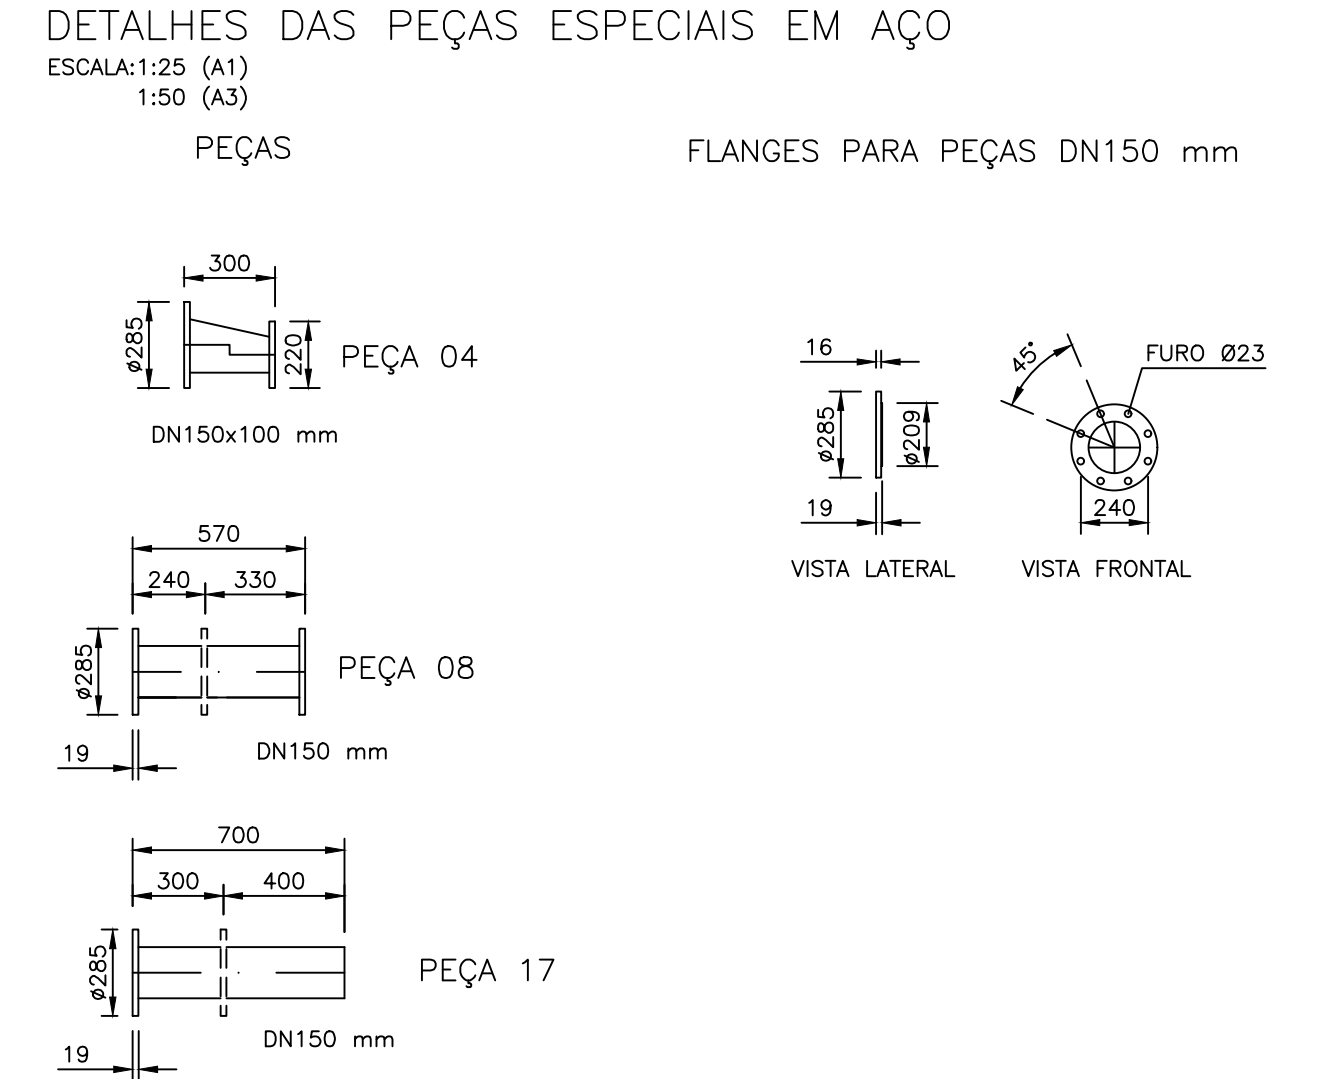 DETALHES DAS PEÇAS ESPECIAIS EM AÇO
ESCALA:1:25 (A1)
1:50 (A3)
PEÇAS
300
ø285
220
PEÇA 04
DN150x100 mm
570
240
330
ø285
PEÇA 08
19
DN150 mm
700
300
400
ø285
PEÇA 17
DN150 mm
19
FLANGES PARA PEÇAS DN150 mm
16
ø285
ø209
19
VISTA LATERAL
45°
FURO Ø23
240
VISTA FRONTAL